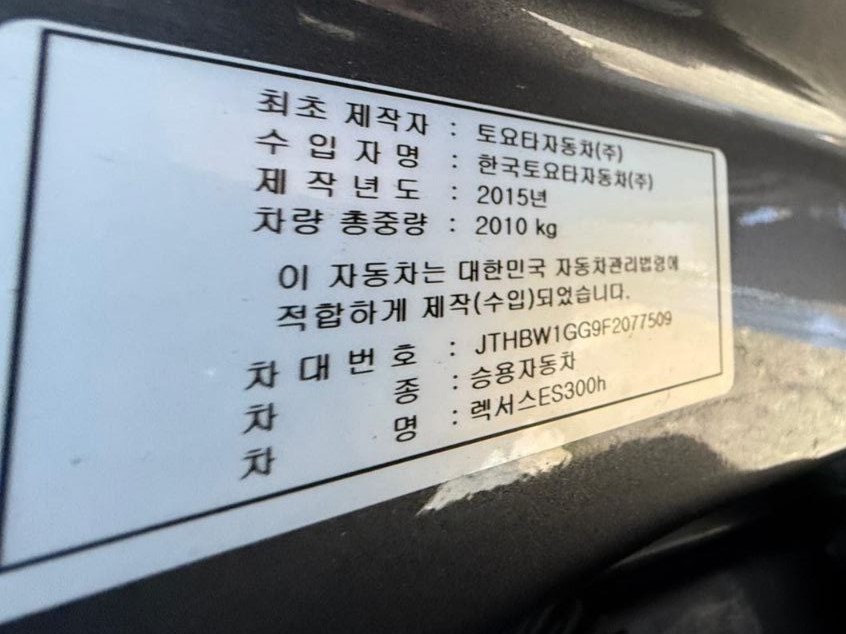 최초 제작자 : 토요타자동차(주)
수입자명 : 한국토요타자동차(주)
제작년도 : 2015년
차량 총중량 : 2010 kg
이 자동차는 대한민국 자동차관리법령에
적합하게 제작(수입)되었습니다.
차대번호 : JTHBW1GG9F2077509
차종 : 승용자동차
차명 : 렉서스ES300h